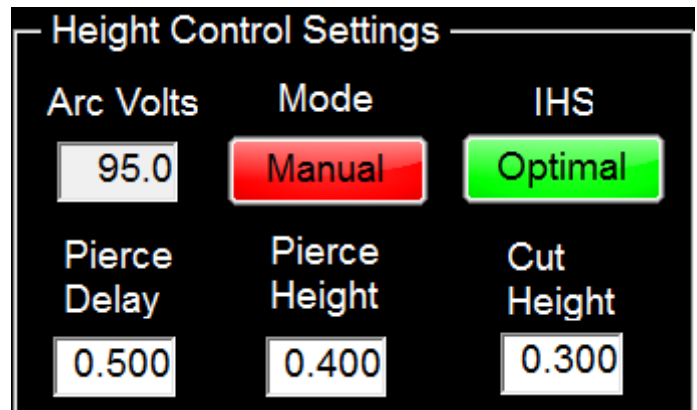 Height Control Settings
Arc Volts Mode IHS
95.0 Manual Optimal
Pierce Delay Pierce Height Cut Height
0.500 0.400 0.300